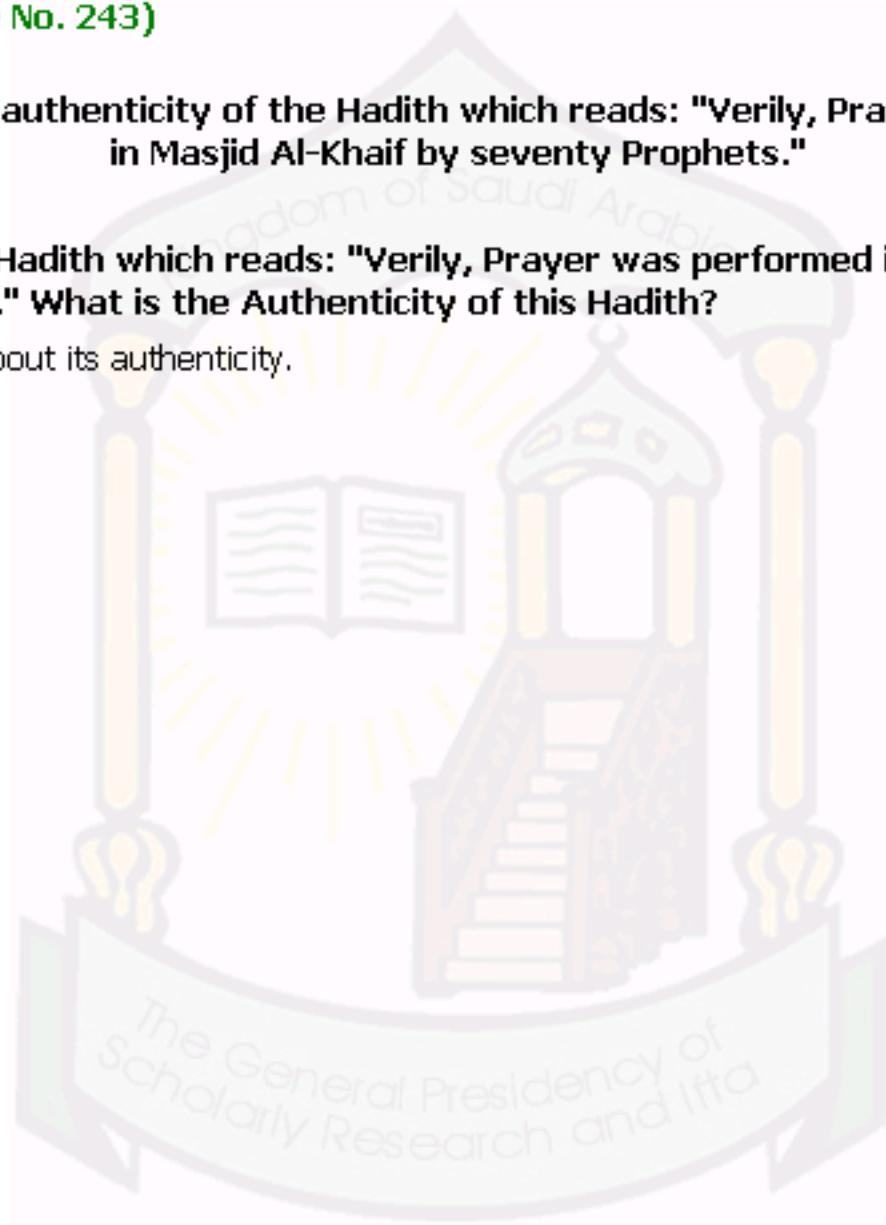 No. 243)
authenticity of the Hadith which reads: "Verily, Pra
in Masjid Al-Khaif by seventy Prophets."
Hadith which reads: "Verily, Prayer was performed i
." What is the Authenticity of this Hadith?
bout its authenticity.
Kingdom of Saudi Arabia
The General Presidency of
Scholarly Research and Ifta